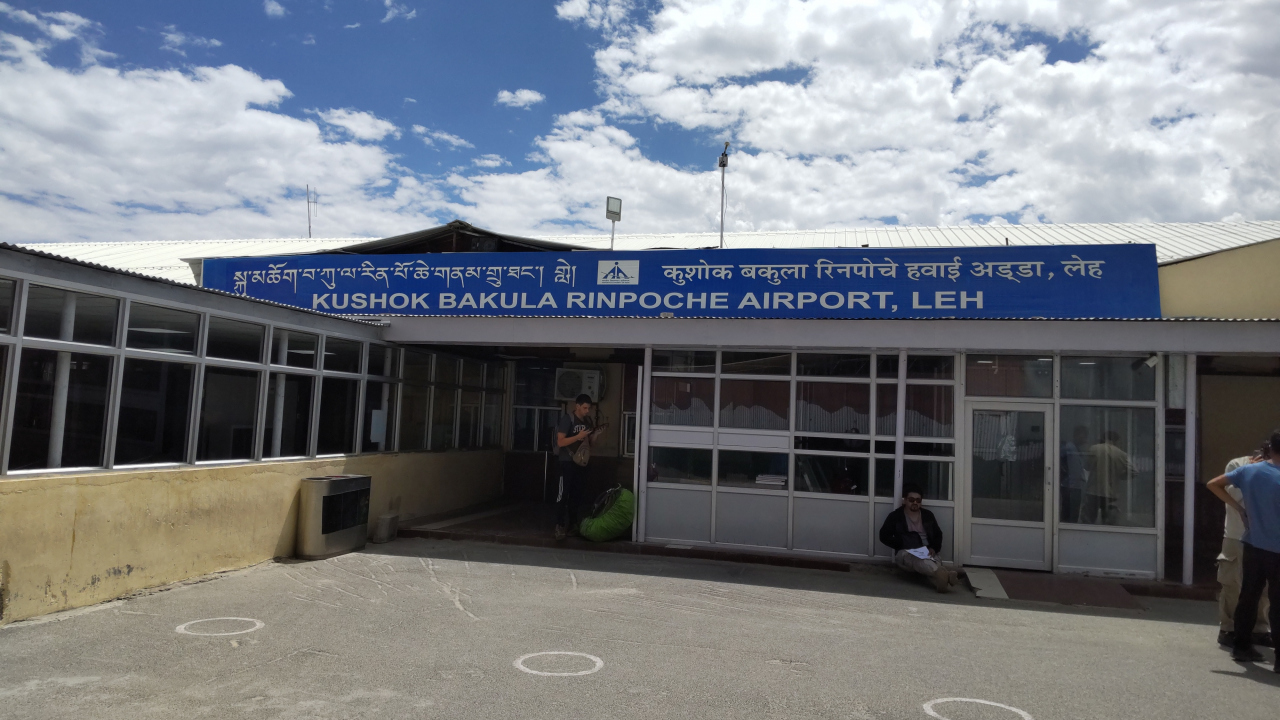 སྐུ་མཆོག་བ་ཀུ་ལ་རིན་པོ་ཆེ་གནམ་གྲུ་ཐང་། གླེ།
कुशोक बकुला रिनपोचे हवाई अड्डा, लेह
KUSHOK BAKULA RINPOCHE AIRPORT, LEH